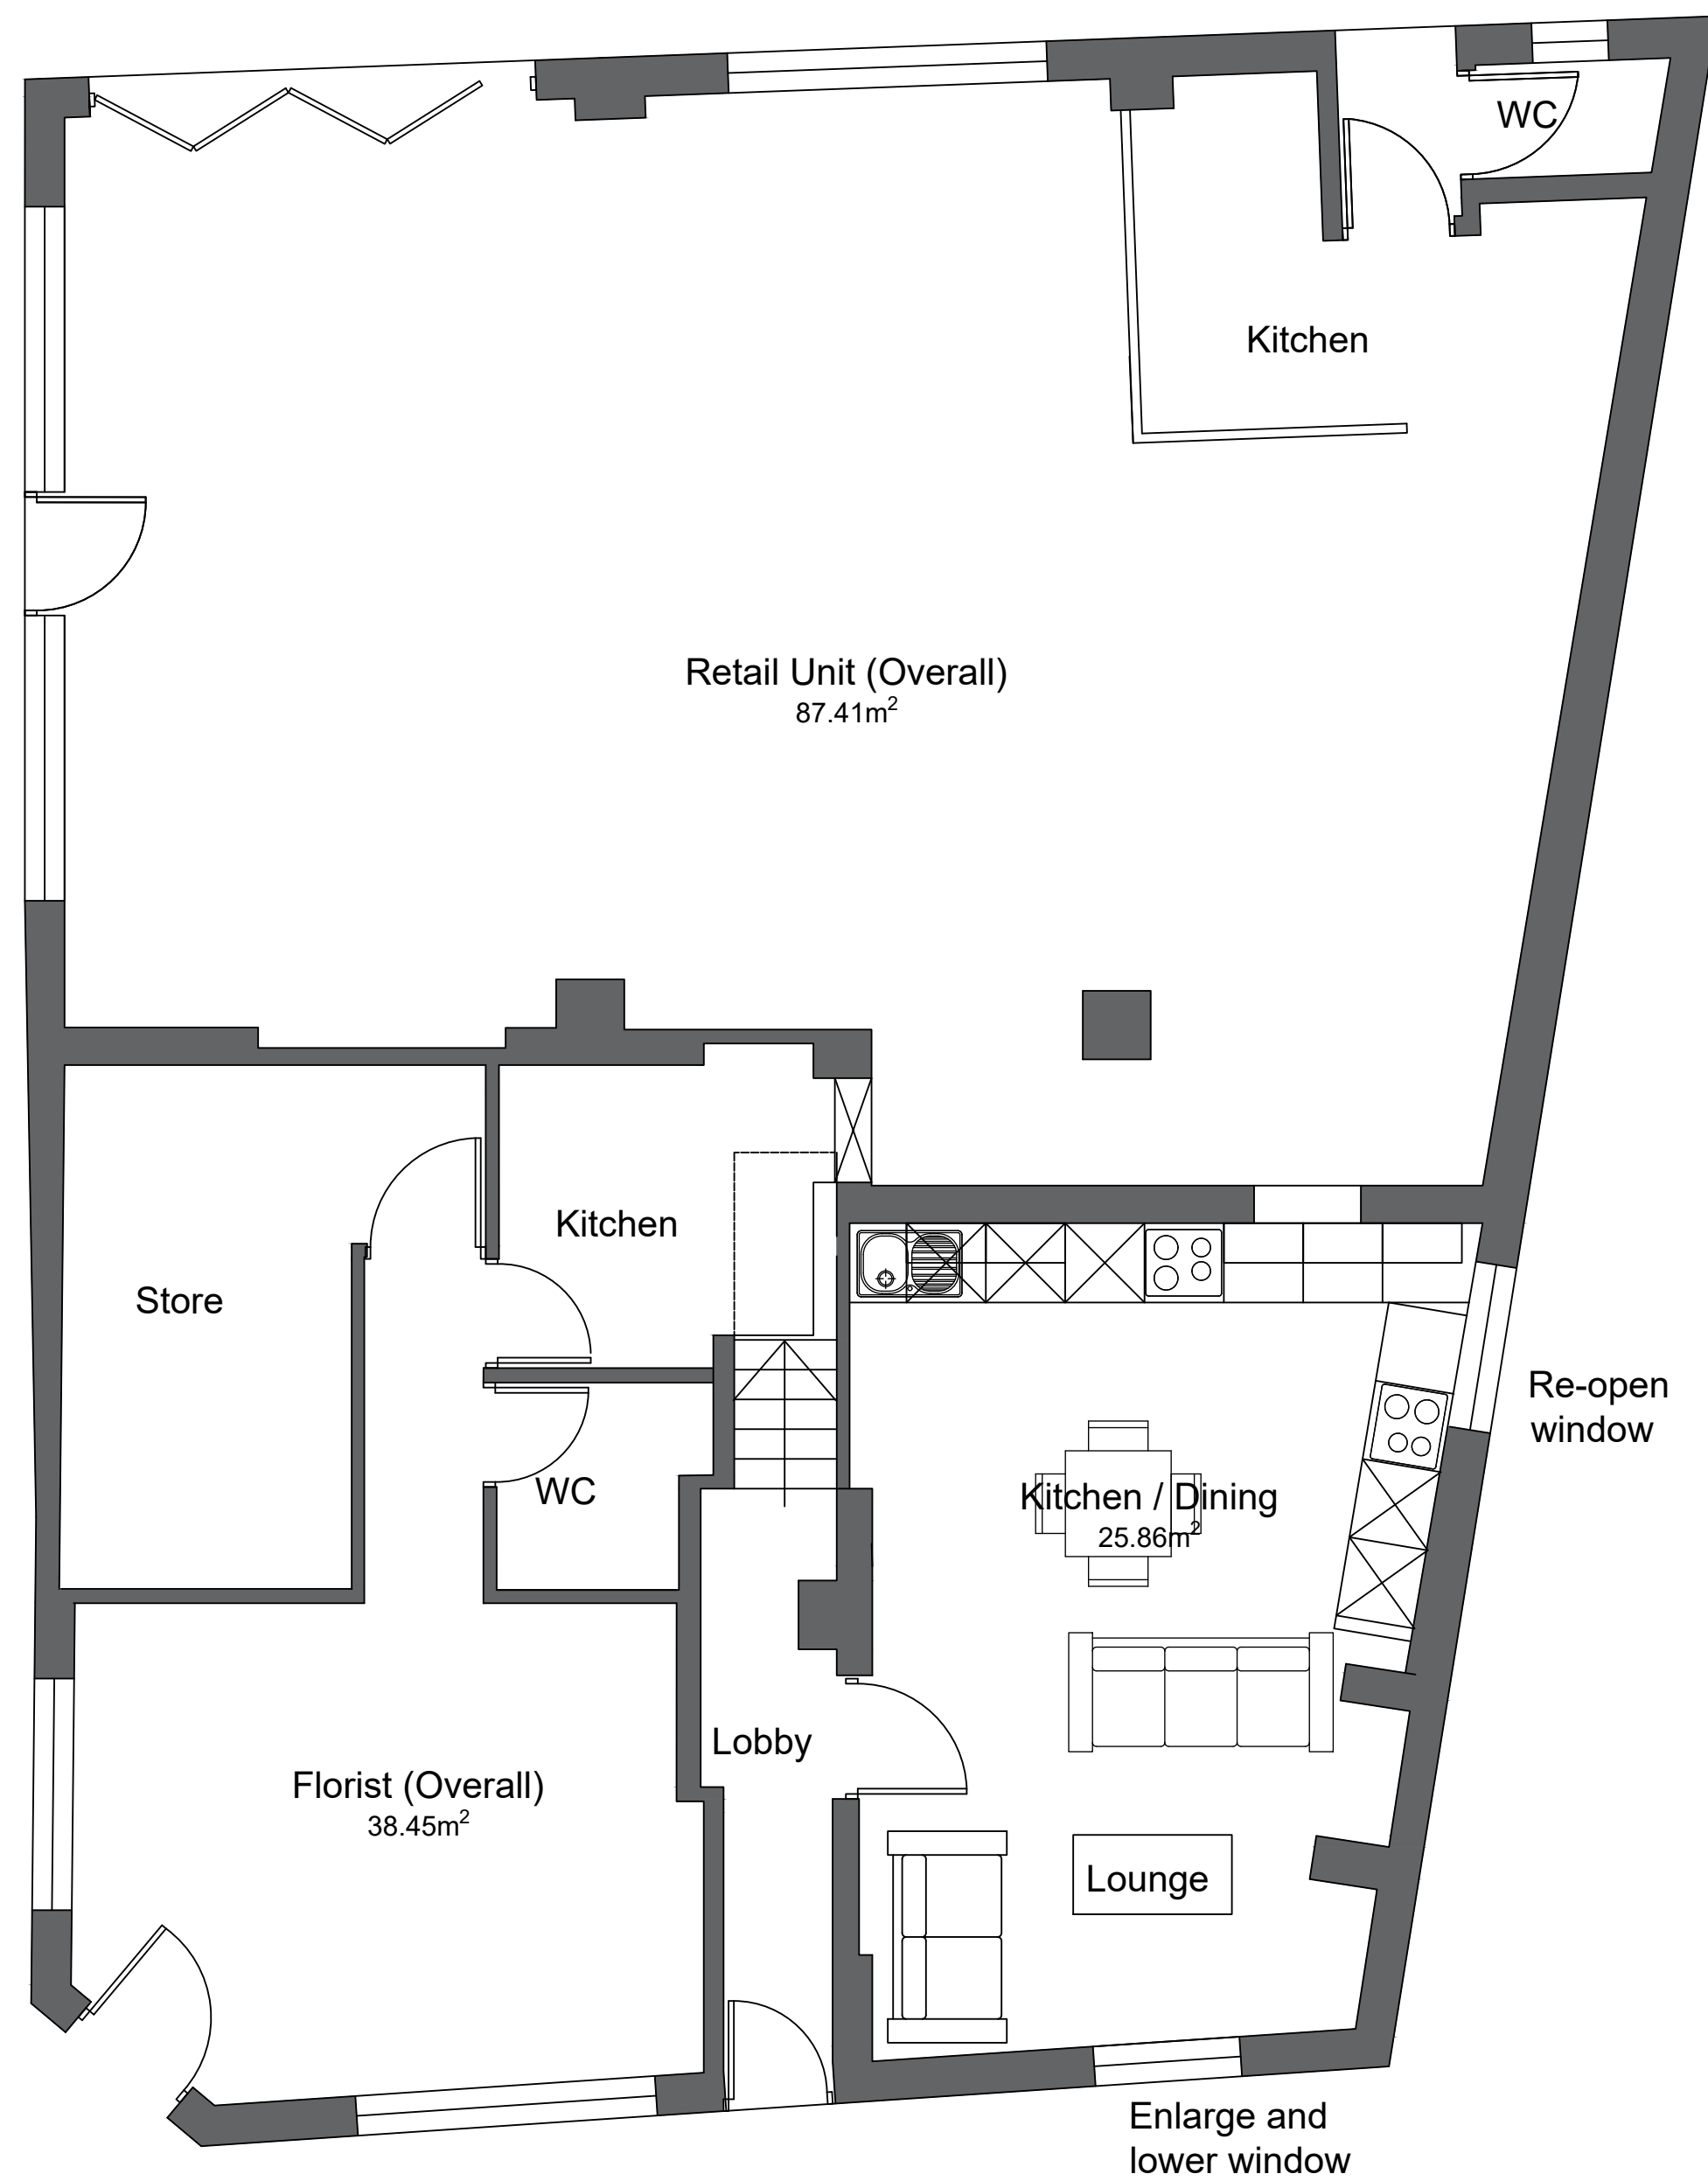 WC
Kitchen
Retail Unit (Overall)
87.41m²
Kitchen
Store
Re-open
window
WC
Kitchen / Dining
25.86m²
Lobby
Florist (Overall)
38.45m²
Lounge
Enlarge and
lower window